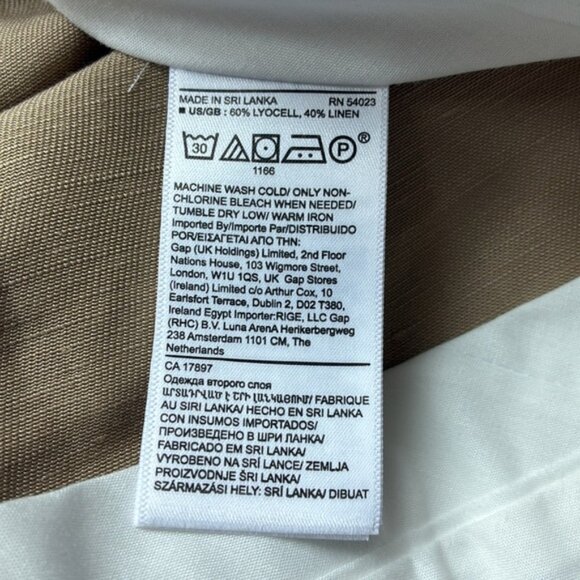 MADE IN SRI LANKA RN 54023
■ US/GB : 60% LYOCELL, 40% LINEN
30 P ®
1166
MACHINE WASH COLD/ ONLY NON-
CHLORINE BLEACH WHEN NEEDED/
TUMBLE DRY LOW/ WARM IRON
Imported By/Importe Par/DISTRIBUIDO
POR/ΕΙΣΑΓΕΤΑΙ ΑΠΟ ΤΗΝ:
Gap (UK Holdings) Limited, 2nd Floor
Nations House, 103 Wigmore Street,
London, W1U 1QS, UK Gap Stores
(Ireland) Limited c/o Arthur Cox, 10
Earlsfort Terrace, Dublin 2, D02 T380,
Ireland Egypt Importer:RIGE, LLC Gap
(RHC) B.V. Luna ArenA Herikerbergweg
238 Amsterdam 1101 CM, The
Netherlands
CA 17897
Одежда второго слоя
ԱՐՏԱԴՐՎԱԾ Է ՇՐԻ ԼԱՆԿԱՅՈՒՄ/ FABRIQUE
AU SIRI LANKA/ HECHO EN SRI LANKA
CON INSUMOS IMPORTADOS/
ПРОИЗВЕДЕНО В ШРИ ЛАНКА/
FABRICADO EM SRI LANKA/
VYROBENO NA SRÍ LANCE/ ZEMLJA
PROIZVODNJE ŠRI LANKA/
SZÁRMAZÁSI HELY: SRÍ LANKA/ DIBUAT